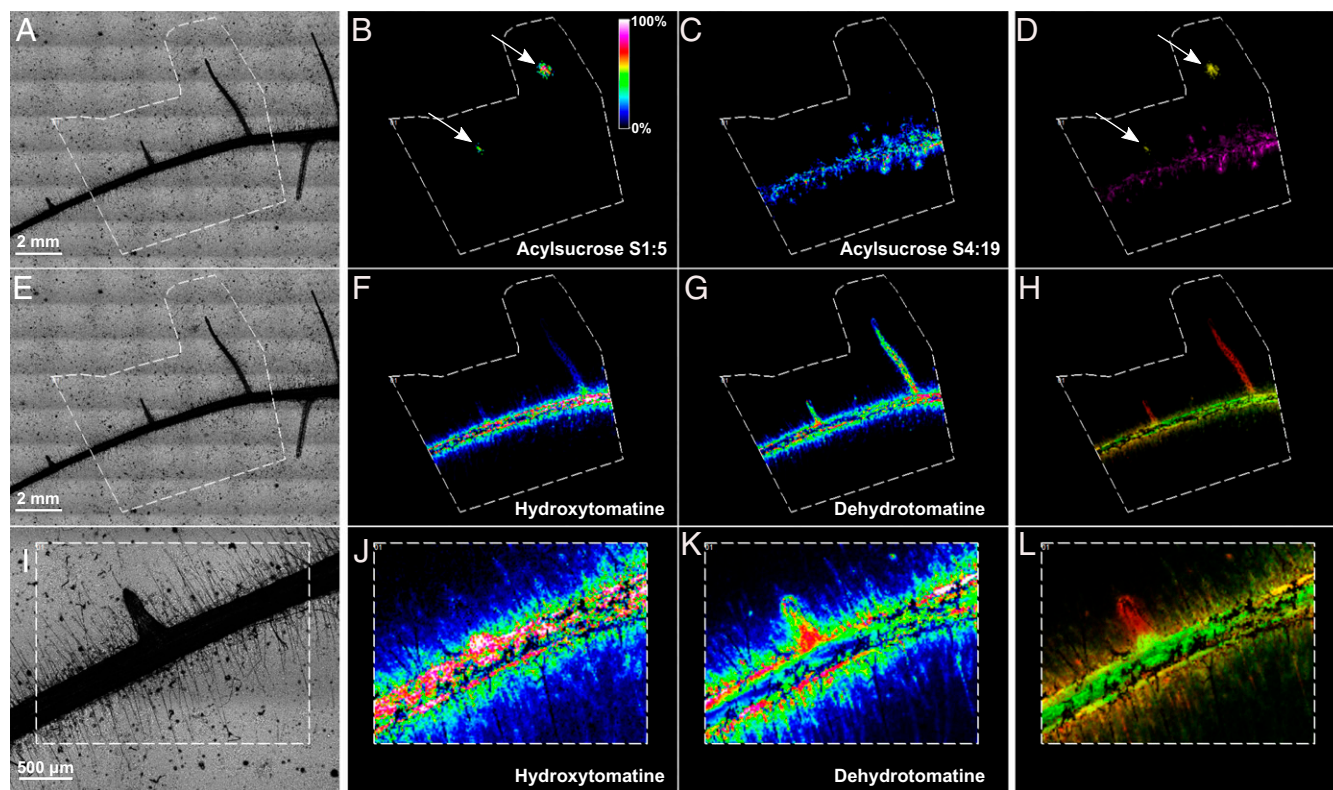 A
2 mm
B
100%
0%
Acylsucrose S1:5
C
Acylsucrose S4:19
D
E
2 mm
F
Hydroxytomatine
G
Dehydrotomatine
H
I
500 µm
J
Hydroxytomatine
K
Dehydrotomatine
L